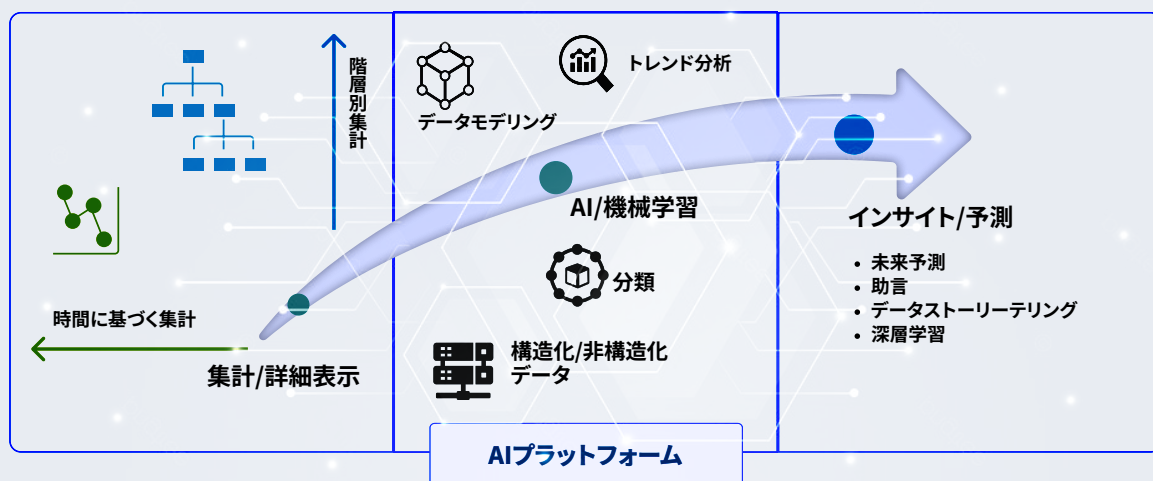 階層別集計
時間に基づく集計
集計/詳細表示
トレンド分析
データモデリング
AI/機械学習
分類
構造化/非構造化
データ
インサイト/予測
• 未来予測
• 助言
• データストーリーテリング
• 深層学習
AIプラットフォーム